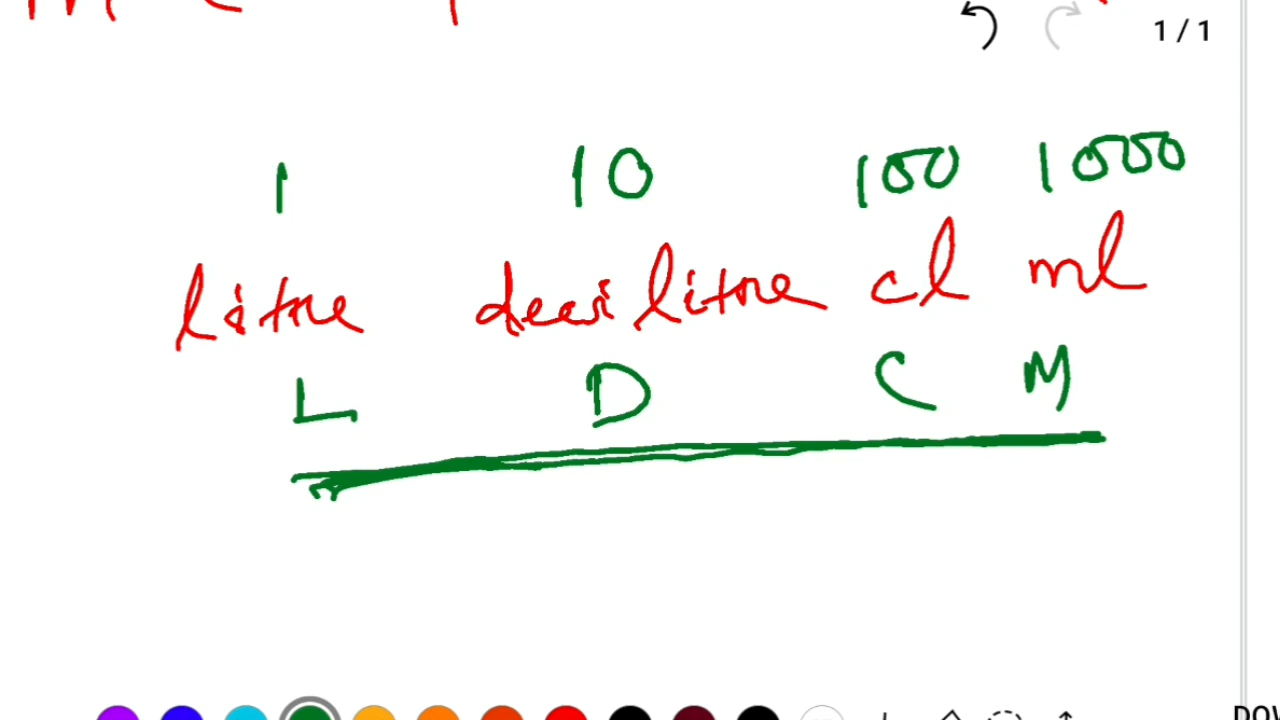 1 / 1
1 10 100 1000
litre decilitre cl ml
L D C M